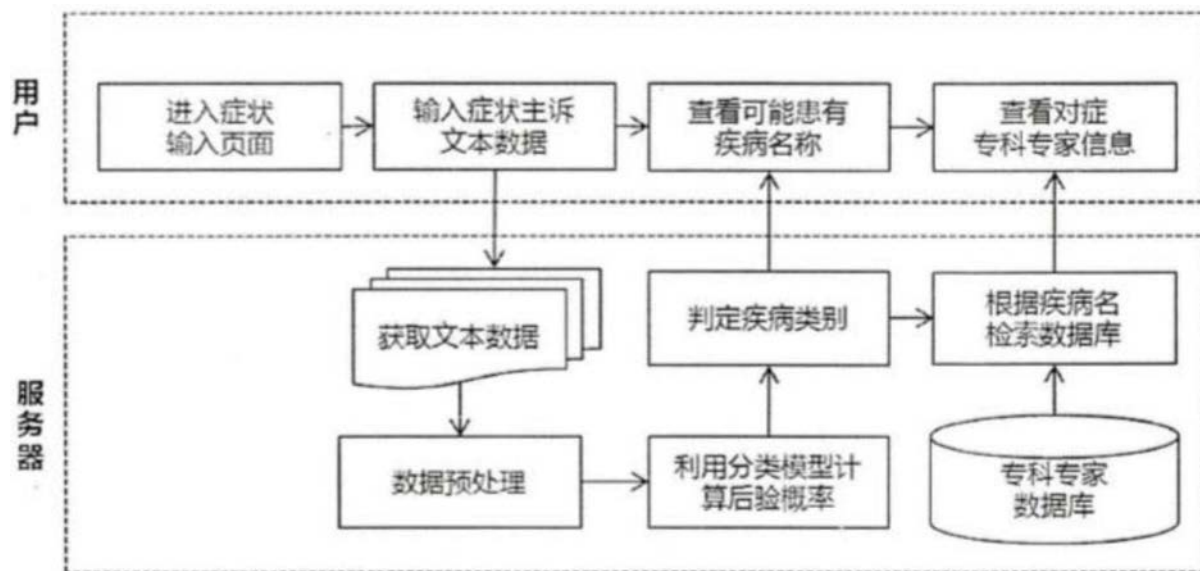 用户
进入症状
输入页面
输入症状主诉
文本数据
查看可能患有
疾病名称
查看对症
专科专家信息
服务器
获取文本数据
判定疾病类别
根据疾病名
检索数据库
数据预处理
利用分类模型计
算后验概率
专科专家
数据库